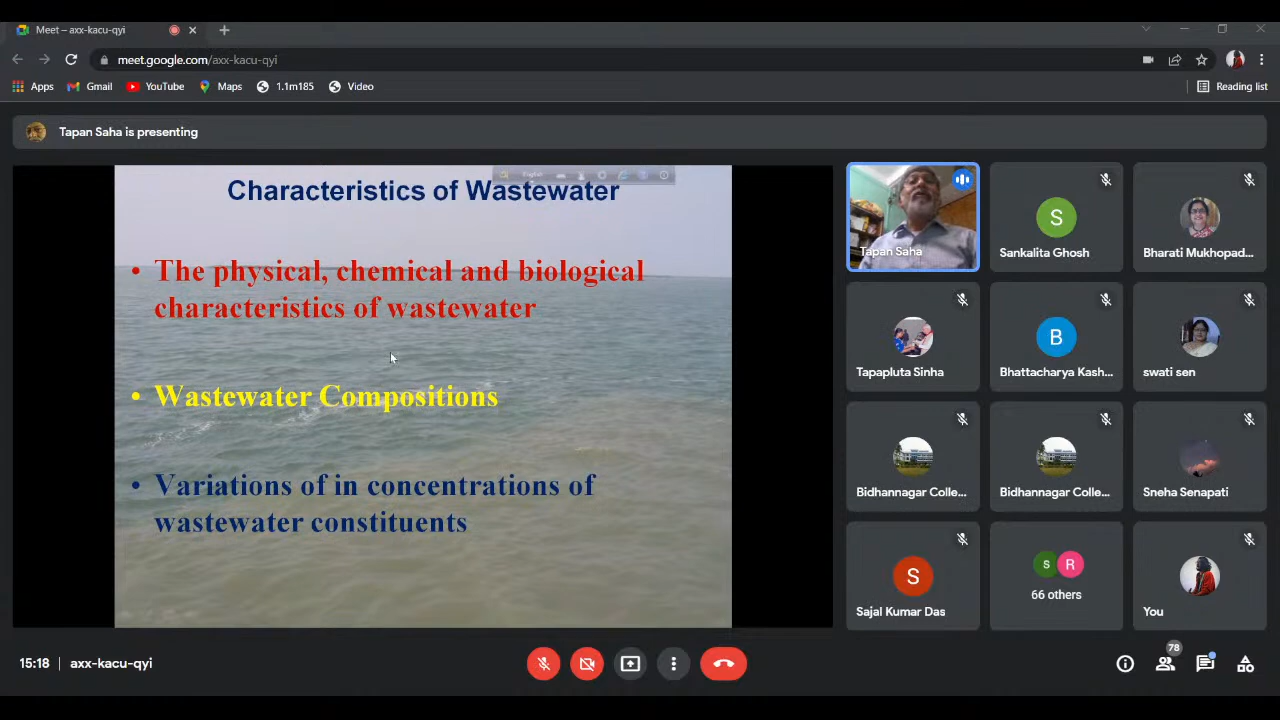 Meet – axx-kacu-qyi
meet.google.com/axx-kacu-qyi
Apps Gmail YouTube Maps 1.1m185 Video Reading list
Tapan Saha is presenting
Characteristics of Wastewater
English
• The physical, chemical and biological
characteristics of wastewater
• Wastewater Compositions
• Variations of in concentrations of
wastewater constituents
Tapan Saha
S
Sankalita Ghosh
Bharati Mukhopad...
Tapapluta Sinha
B
Bhattacharya Kash...
swati sen
Bidhannagar Colle...
Bidhannagar Colle...
Sneha Senapati
S
Sajal Kumar Das
S R
66 others
You
15:18 | axx-kacu-qyi
78